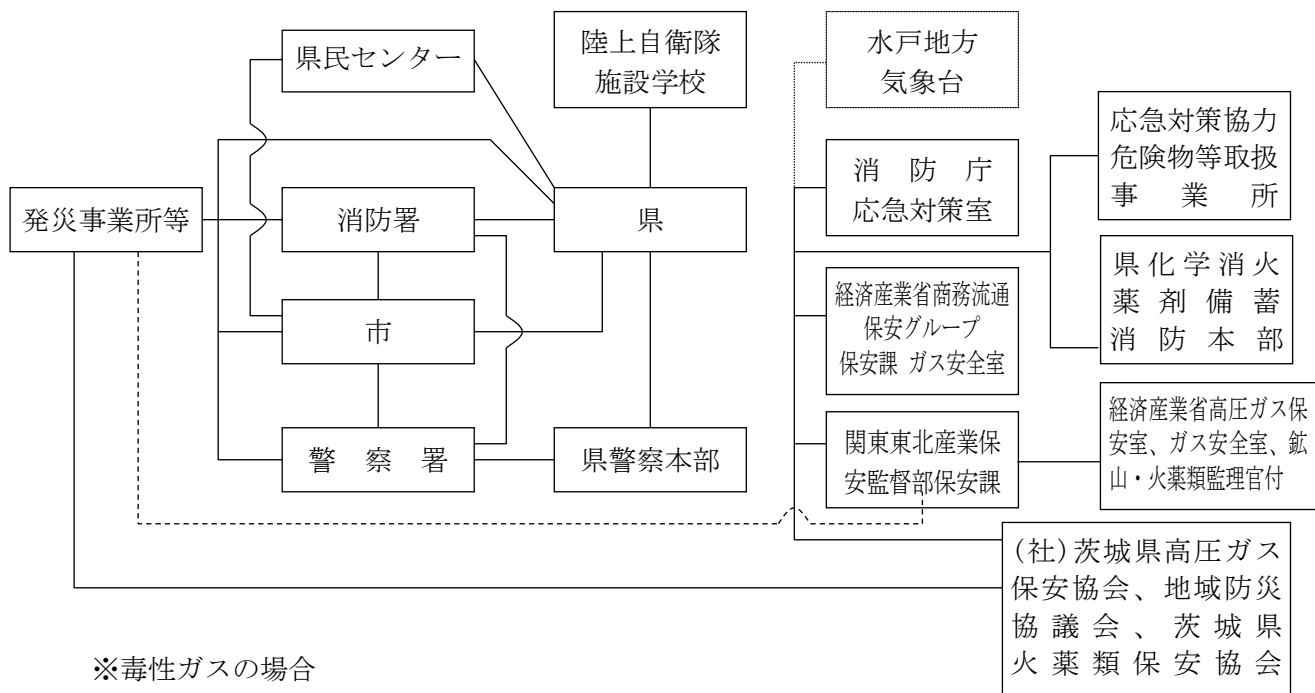 県民センター
陸上自衛隊
施設学校
水戸地方
気象台
応急対策協力
危険物等取扱
事業所
発災事業所等
消防署
県
消防庁
応急対策室
県化学消火
薬剤備蓄
消防本部
市
経済産業省商務流通
保安グループ
保安課 ガス安全室
警察署
県警察本部
関東東北産業保
安監督部保安課
経済産業省高圧ガス保
安室、ガス安全室、鉱
山・火薬類監理官付
(社)茨城県高圧ガス
保安協会、地域防災
協議会、茨城県
火薬類保安協会
※毒性ガスの場合